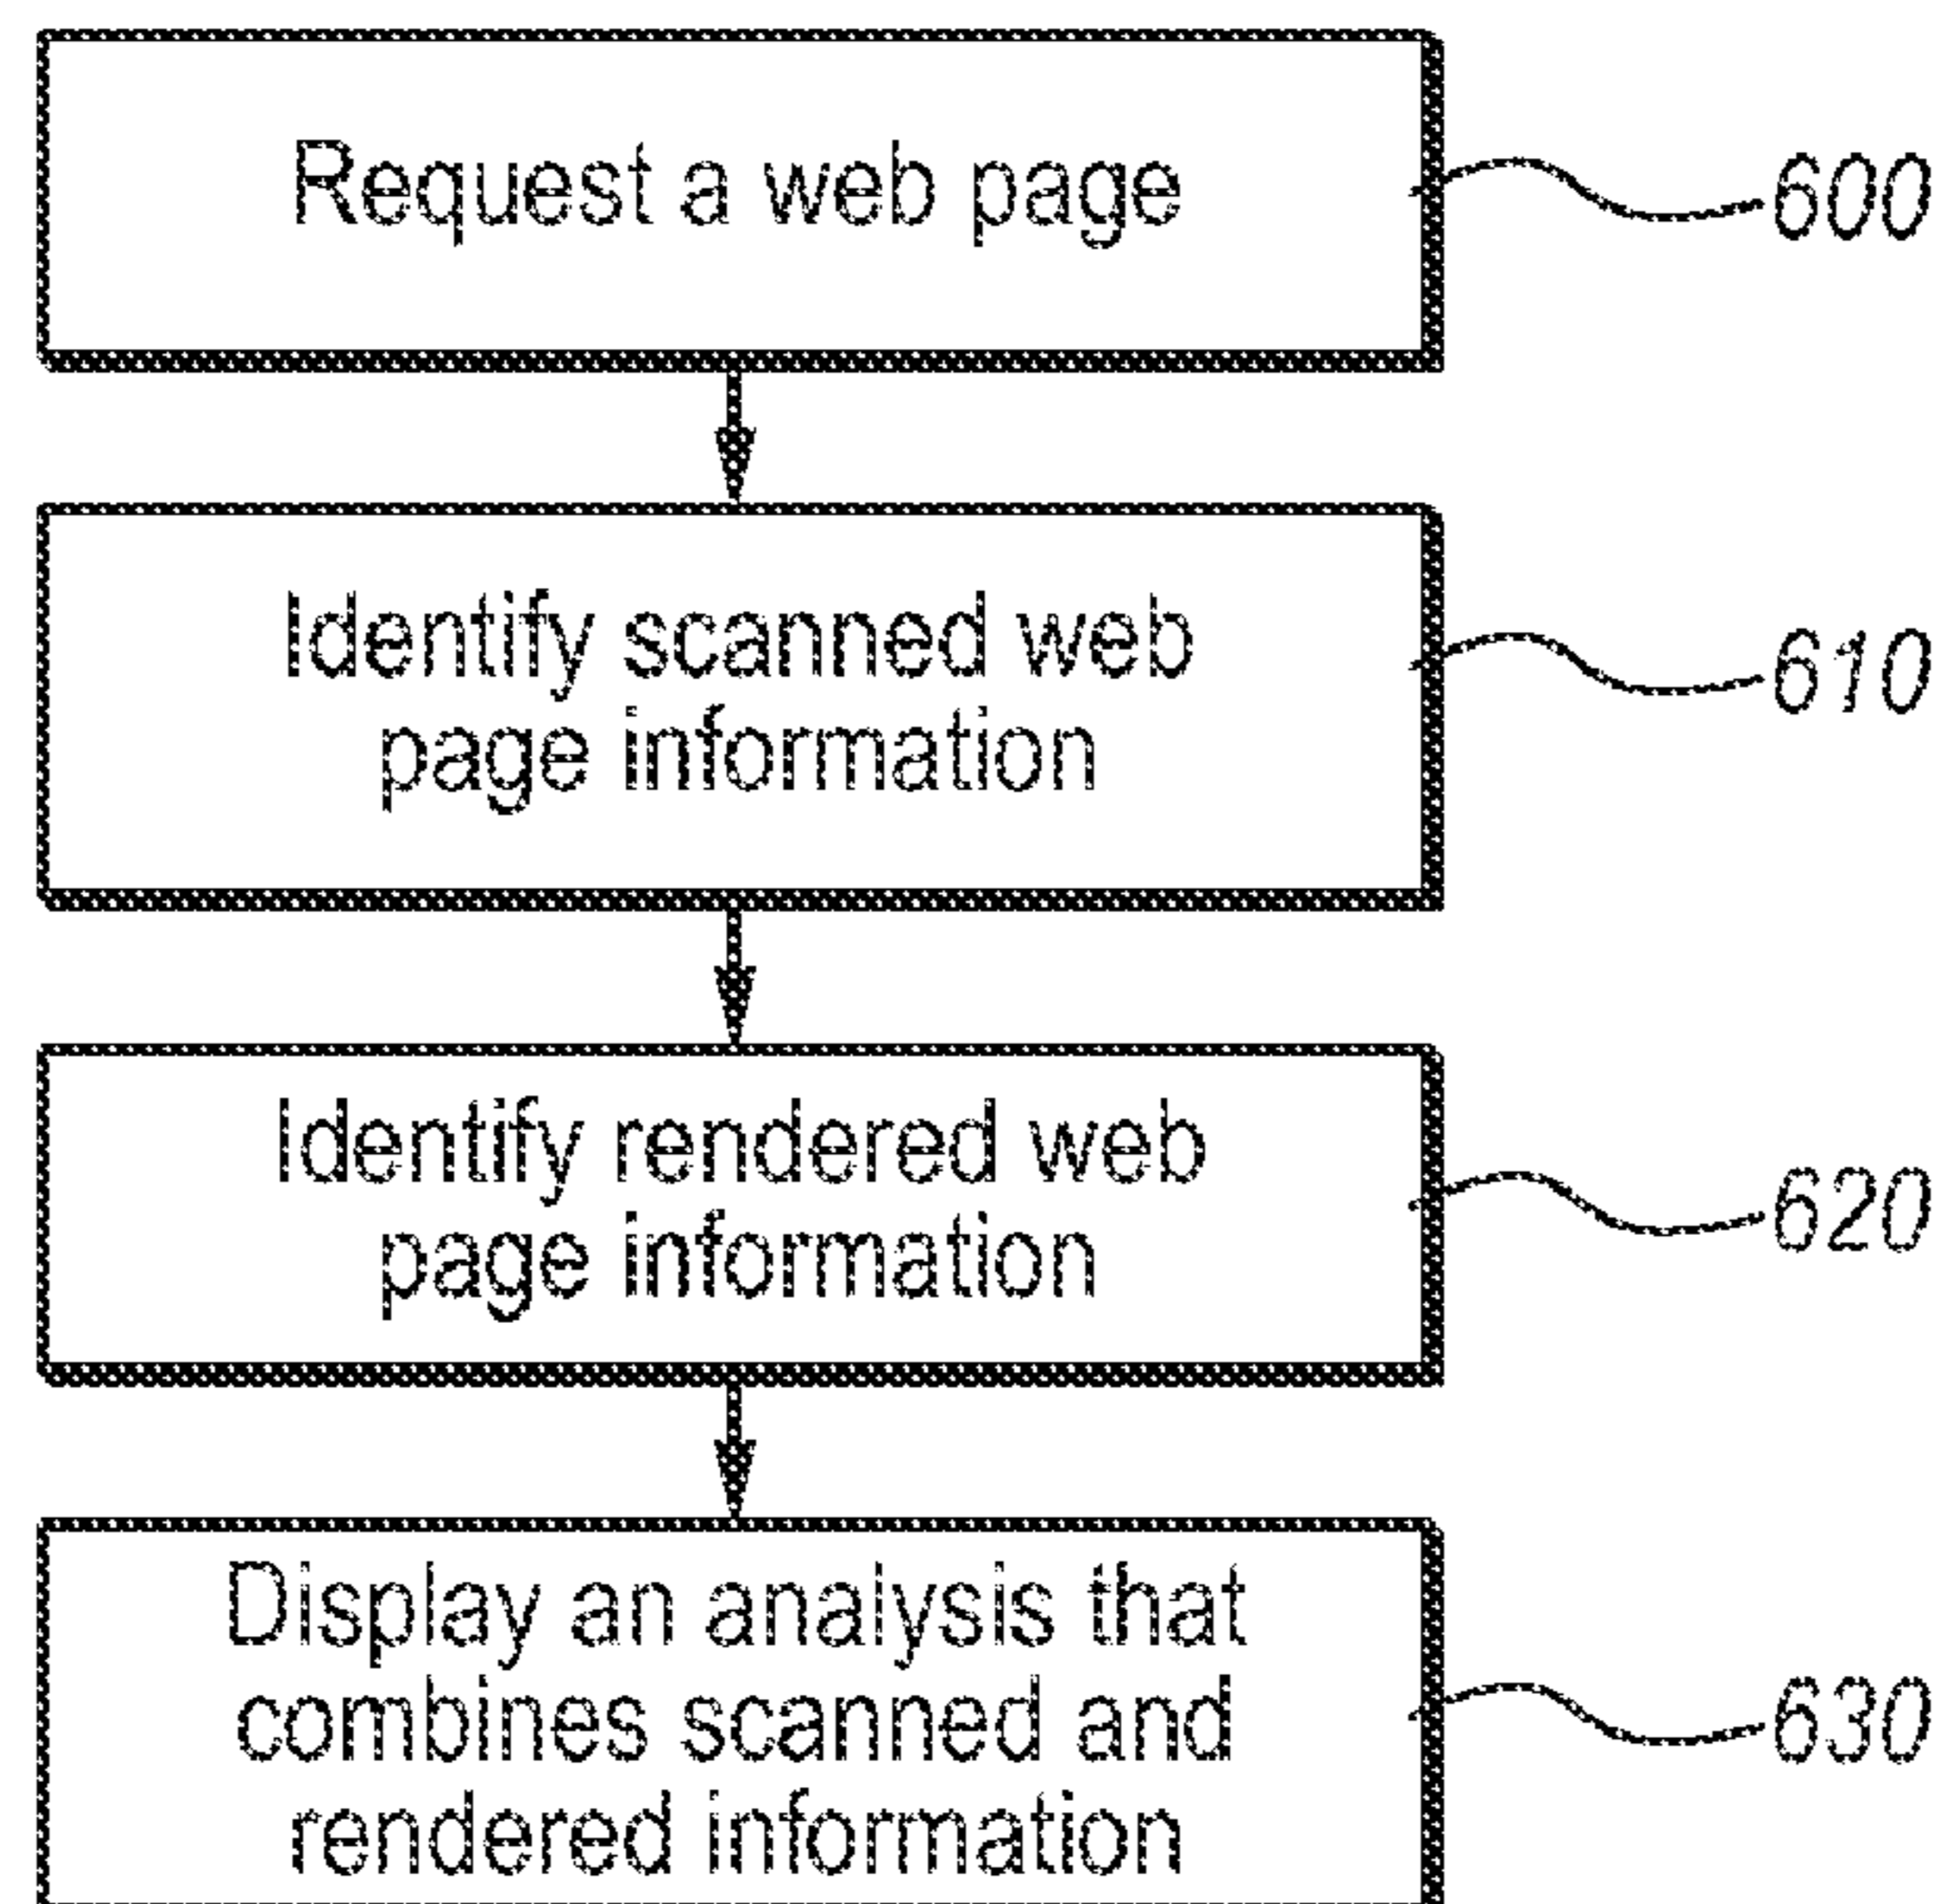 Request a web page
600
Identify scanned web
page information
610
Identify rendered web
page information
620
Display an analysis that
combines scanned and
rendered information
630